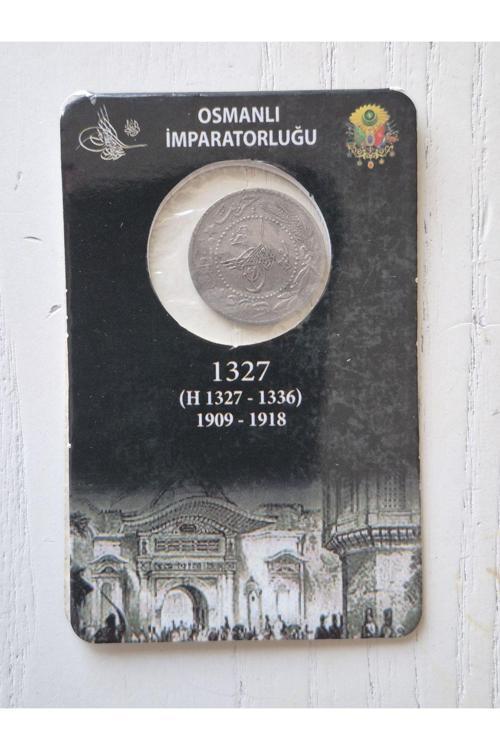 OSMANLI
İMPARATORLUĞU
1327
(H 1327 - 1336)
1909 - 1918